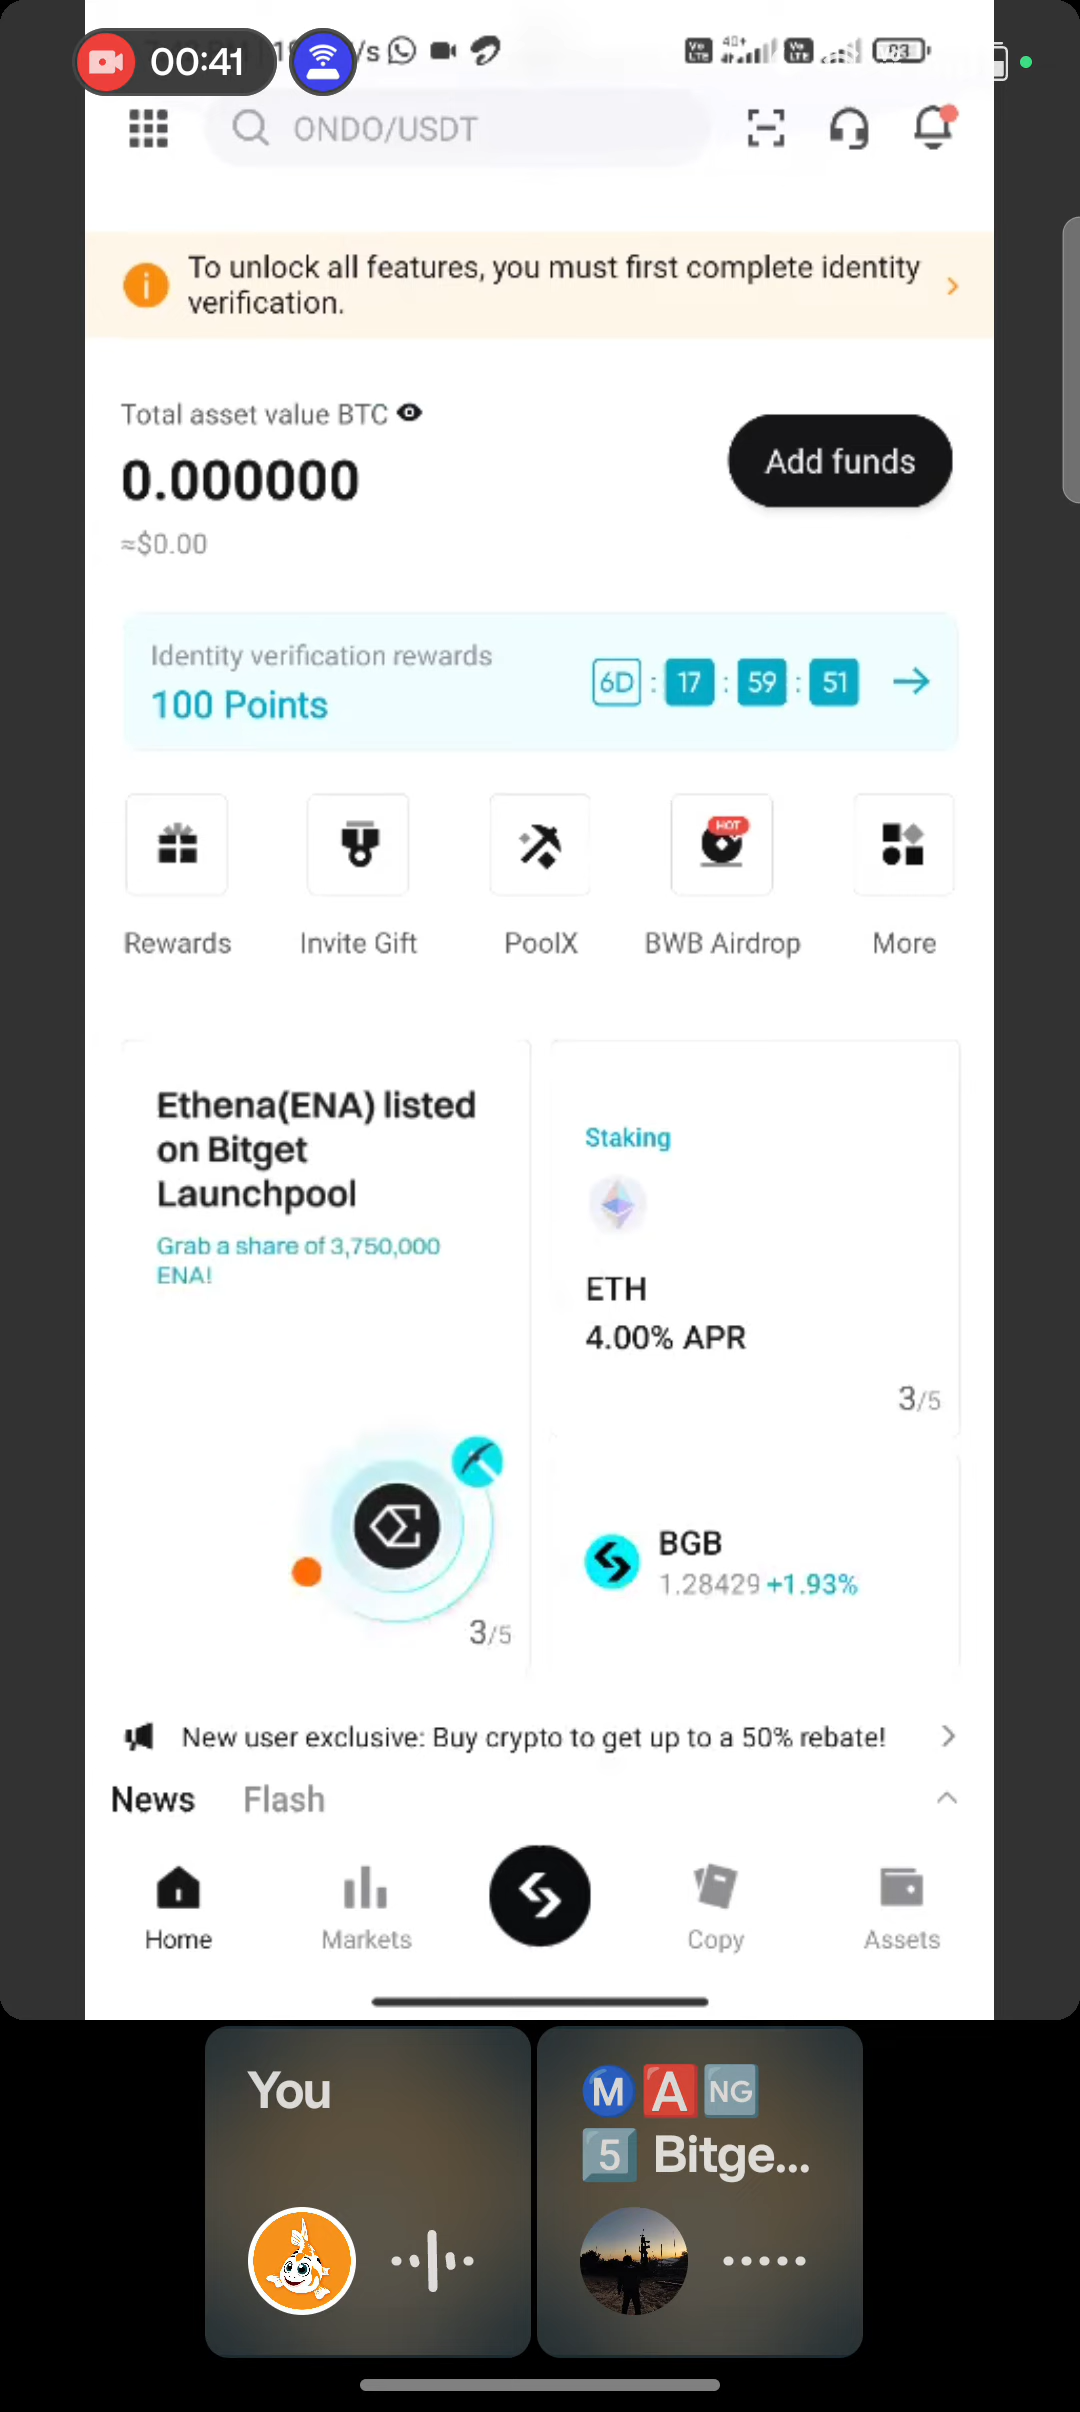 00:41
/s
ONDO/USDT
To unlock all features, you must first complete identity
verification.
Total asset value BTC
0.000000
Add funds
≈$0.00
Identity verification rewards
100 Points
6D : 17 : 59 : 51
HOT
Rewards
Invite Gift
PoolX
BWB Airdrop
More
Ethena(ENA) listed
on Bitget
Launchpool
Grab a share of 3,750,000
ENA!
3/5
Staking
ETH
4.00% APR
3/5
BGB
1.28429 +1.93%
New user exclusive: Buy crypto to get up to a 50% rebate!
News
Flash
Home
Markets
Copy
Assets
You
Ⓜ️🅰️🆖
5️⃣ Bitge...